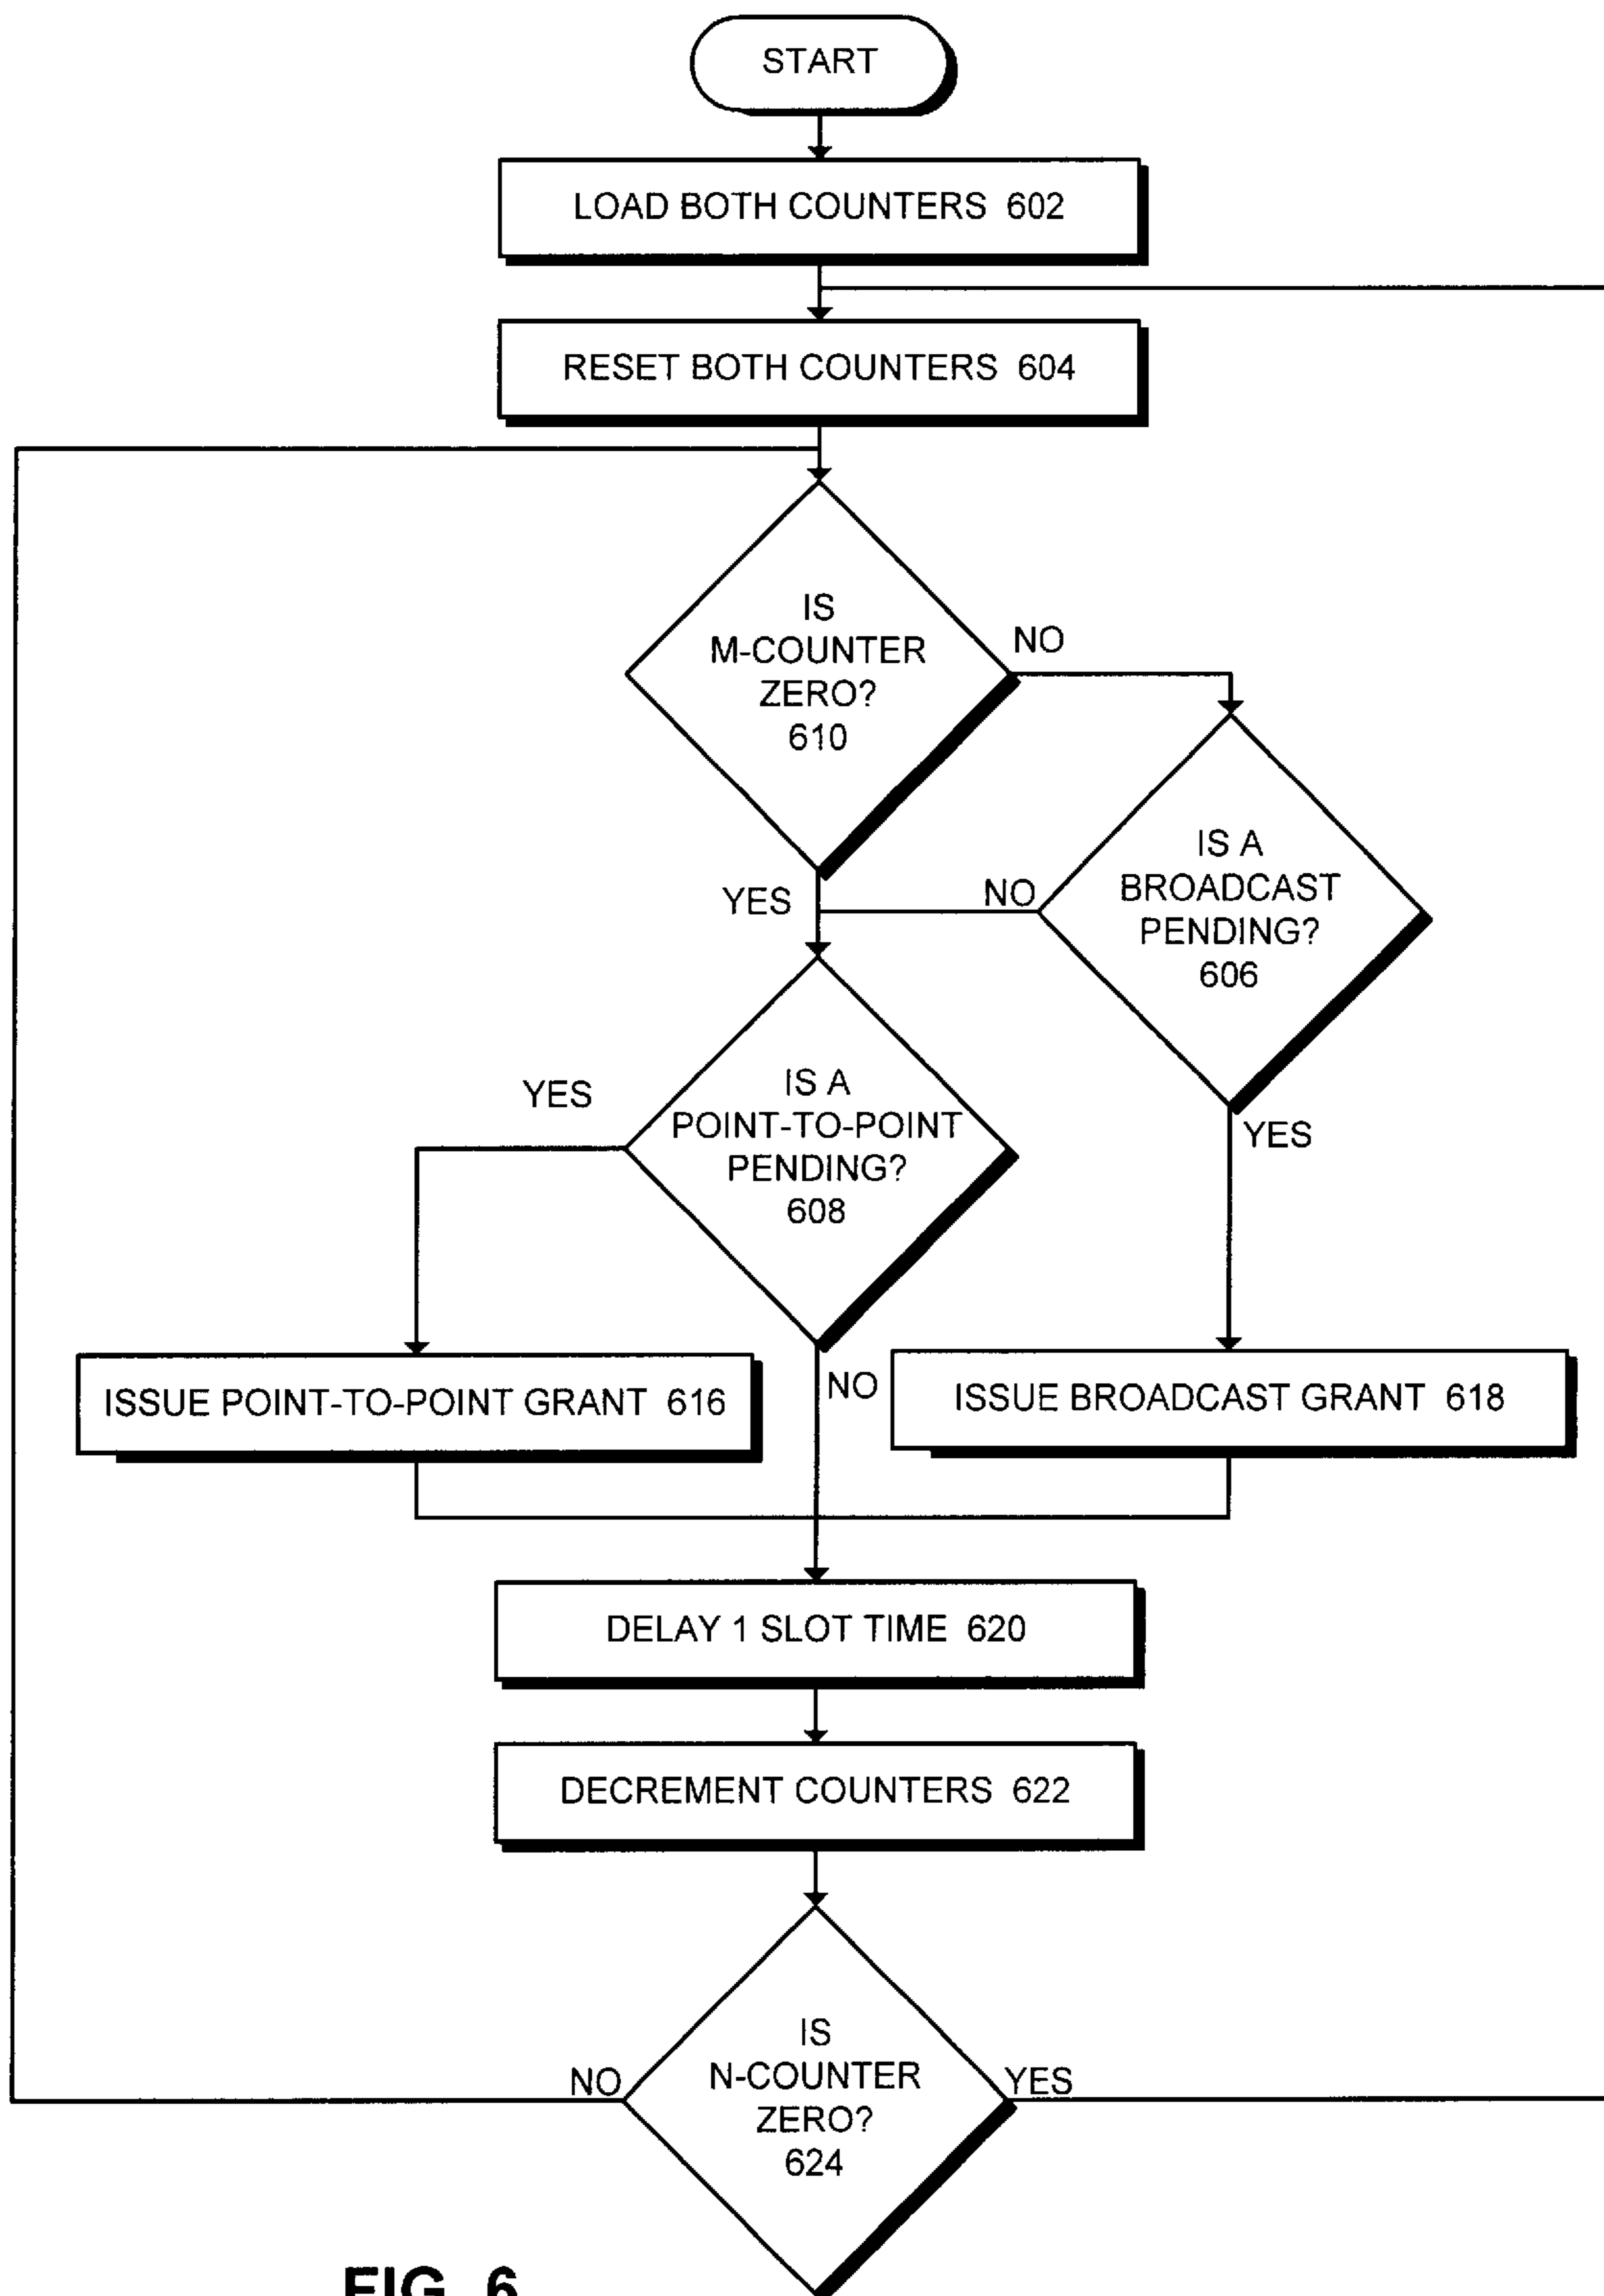 START
LOAD BOTH COUNTERS 602
RESET BOTH COUNTERS 604
IS
M-COUNTER
ZERO?
610
NO
YES
IS A
BROADCAST
PENDING?
606
NO
YES
IS A
POINT-TO-POINT
PENDING?
608
YES
NO
ISSUE POINT-TO-POINT GRANT 616
ISSUE BROADCAST GRANT 618
DELAY 1 SLOT TIME 620
DECREMENT COUNTERS 622
IS
N-COUNTER
ZERO?
624
NO
YES
FIG. 6